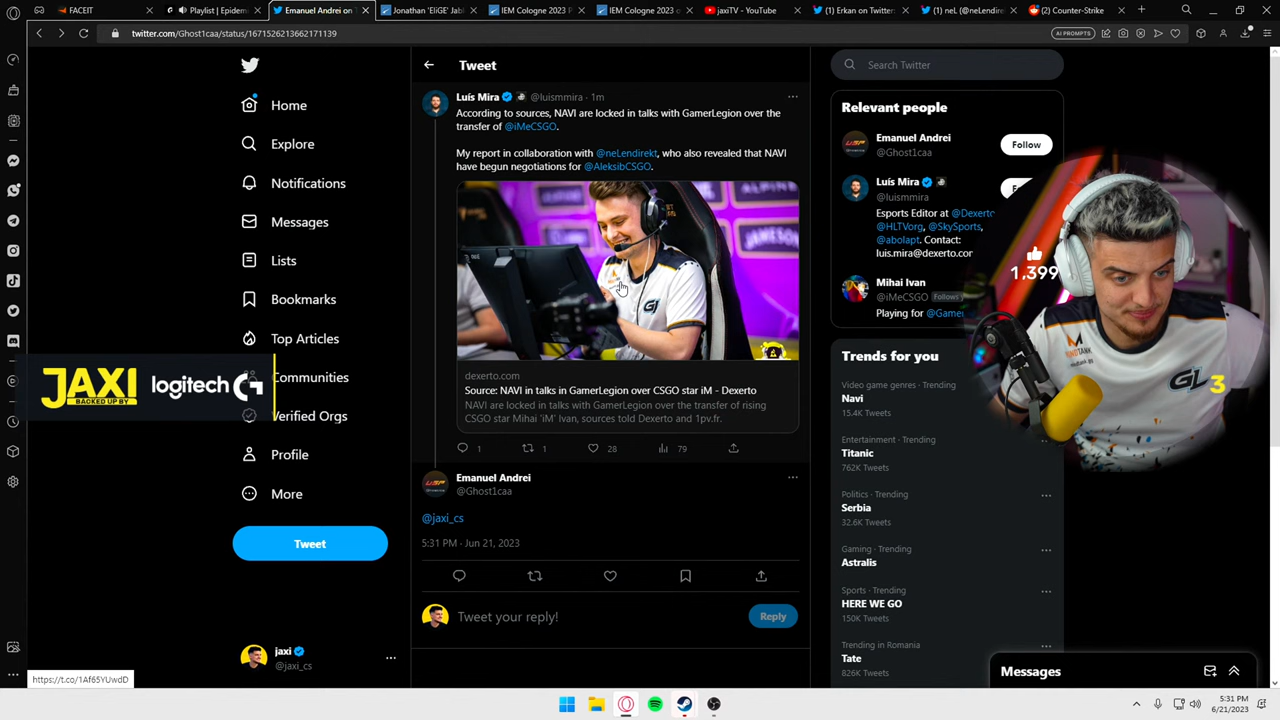 FACEIT
Playlist | Epidem
Emanuel Andrei on T
Jonathan 'EliGE' Jabl
IEM Cologne 2023 P
IEM Cologne 2023 o
jaxiTV - YouTube
(1) Erkan on Twitter:
(1) neL (@neLendire
(2) Counter-Strike
twitter.com/Ghost1caa/status/1671526213662171139
AI PROMPTS
Home
Explore
Notifications
Messages
Lists
Bookmarks
Top Articles
Communities
Verified Orgs
Profile
More
Tweet
jaxi
@jaxi_cs
https://t.co/1Af65YUwdD
JAXI
BACKED UP BY
logitech G
Tweet
Luís Mira @luismmira · 1m
According to sources, NAVI are locked in talks with GamerLegion over the
transfer of @iMeCSGO.
My report in collaboration with @neLendirekt, who also revealed that NAVI
have begun negotiations for @AleksibCSGO.
ALPINE
JAMESON
dexerto.com
Source: NAVI in talks in GamerLegion over CSGO star iM - Dexerto
NAVI are locked in talks with GamerLegion over the transfer of rising
CSGO star Mihai 'iM' Ivan, sources told Dexerto and 1pv.fr.
1 1 28 79
Emanuel Andrei
@Ghost1caa
@jaxi_cs
5:31 PM · Jun 21, 2023
Tweet your reply!
Reply
Search Twitter
Relevant people
Emanuel Andrei
@Ghost1caa
Follow
Luís Mira
@luismmira
Esports Editor at @Dexerto
@HLTVorg, @SkySports,
@abolapt. Contact:
luis.mira@dexerto.com
Mihai Ivan
@iMeCSGO Follows
Playing for @Gamer
1,399
3
Trends for you
Video game genres · Trending
Navi
15.4K Tweets
Entertainment · Trending
Titanic
762K Tweets
Politics · Trending
Serbia
32.6K Tweets
Gaming · Trending
Astralis
Sports · Trending
HERE WE GO
150K Tweets
Trending in Romania
Tate
826K Tweets
Messages
5:31 PM
6/21/2023